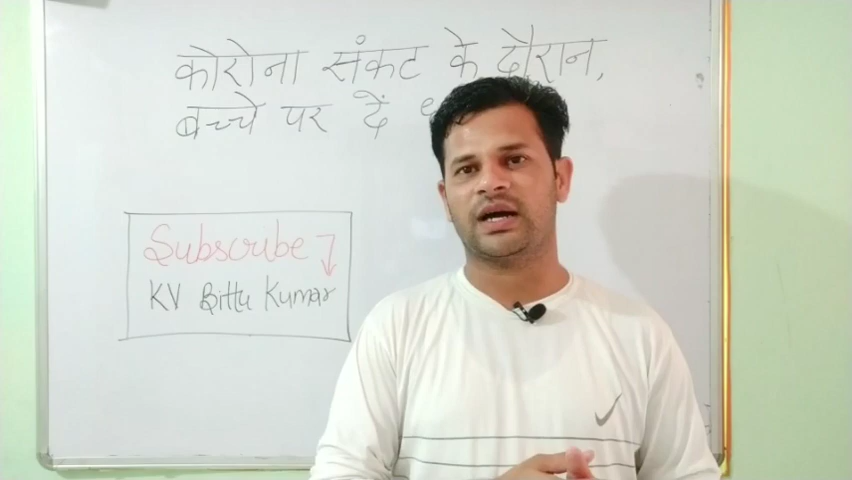 कोरोना संकट के दौरान,
बच्चे पर दें
Subscribe
KV Bittu Kumar